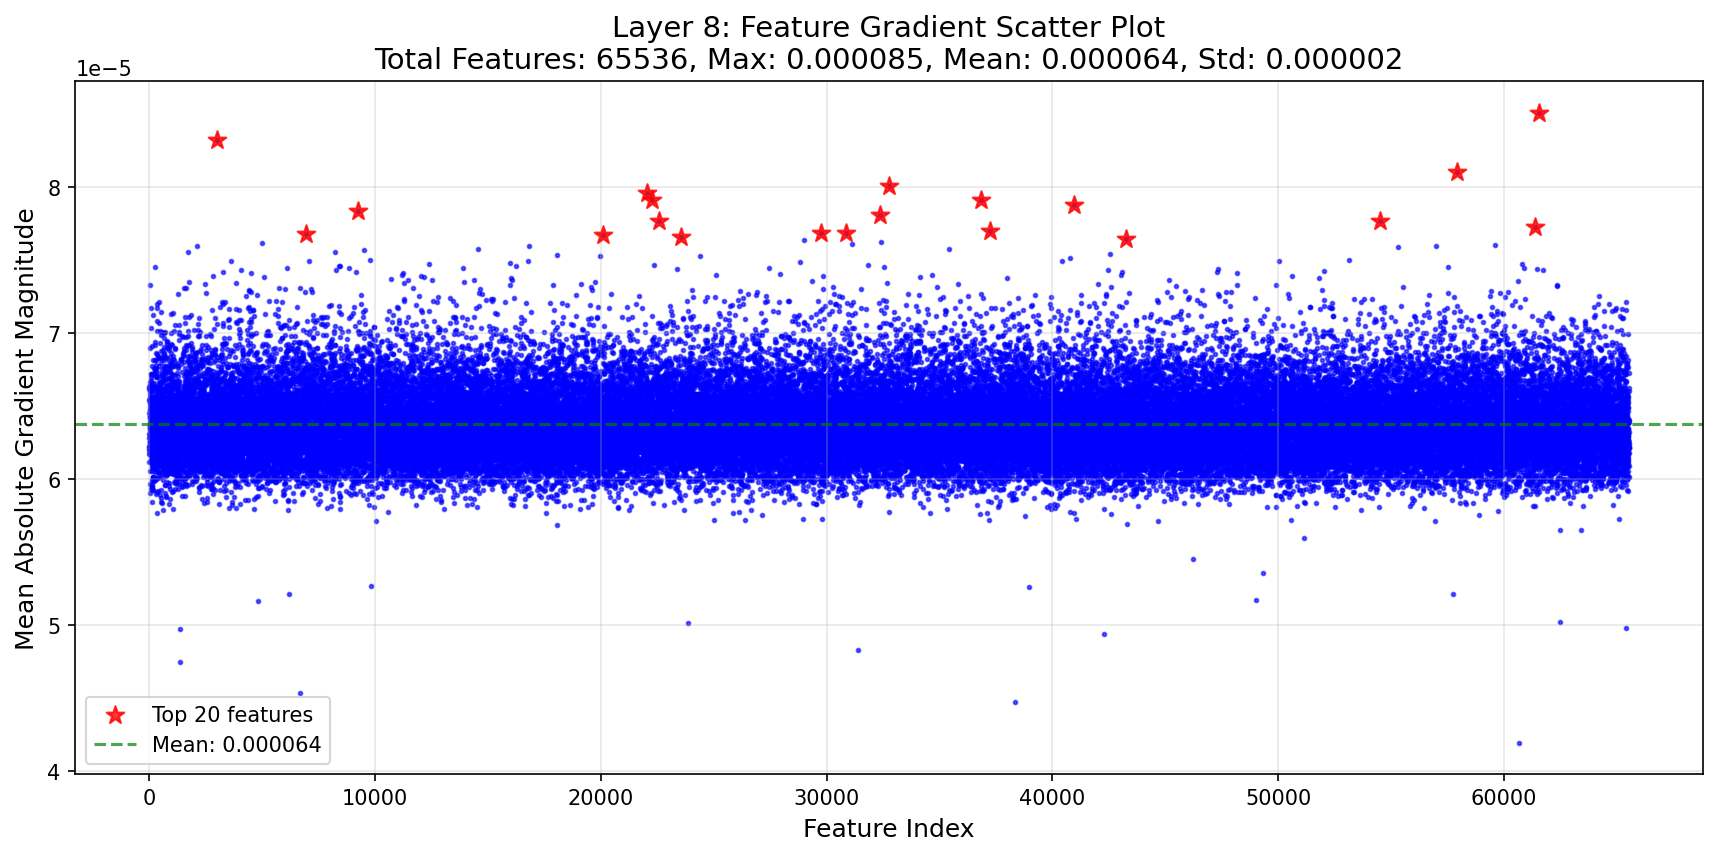 Layer 8: Feature Gradient Scatter Plot
Total Features: 65536, Max: 0.000085, Mean: 0.000064, Std: 0.000002
1e−5
8
7
6
5
4
Mean Absolute Gradient Magnitude
Top 20 features
Mean: 0.000064
0 10000 20000 30000 40000 50000 60000
Feature Index